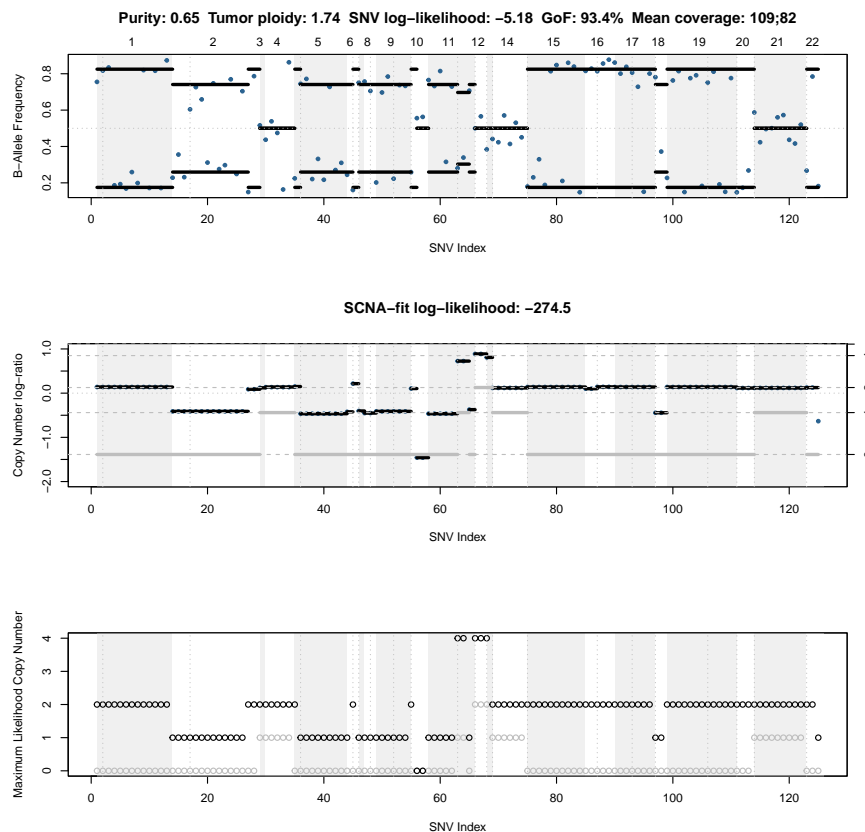 Purity: 0.65 Tumor ploidy: 1.74 SNV log−likelihood: −5.18 GoF: 93.4% Mean coverage: 109;82
1 2 3 4 5 6 8 9 10 11 12 14 15 16 17 18 19 20 21 22
B−Allele Frequency
0.8
0.6
0.4
0.2
0 20 40 60 80 100 120
SNV Index
SCNA−fit log−likelihood: −274.5
Copy Number log−ratio
1.0
0.0
−1.0
−2.0
0 20 40 60 80 100 120
SNV Index
Maximum Likelihood Copy Number
4
3
2
1
0
0 20 40 60 80 100 120
SNV Index